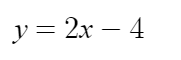 y = 2x − 4